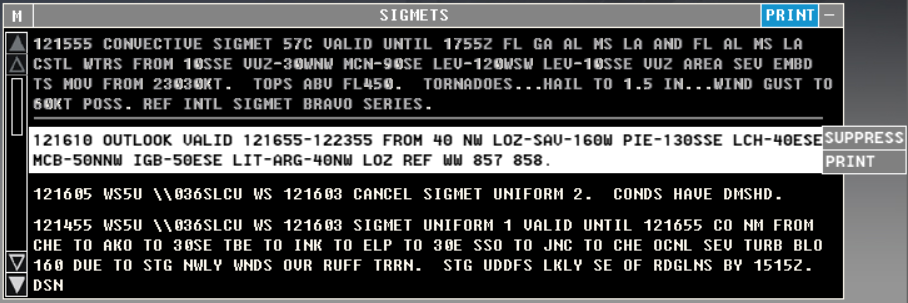 M SIGMETS PRINT –
121555 CONVECTIVE SIGMET 57C VALID UNTIL 1755Z FL GA AL MS LA AND FL AL MS LA
CSTL WTRS FROM 10SSE VUZ-30WNW MCN-90SE LEV-120WSW LEV-10SSE VUZ AREA SEV EMBD
TS MOV FROM 23030KT. TOPS ABV FL450. TORNADOES...HAIL TO 1.5 IN...WIND GUST TO
60KT POSS. REF INTL SIGMET BRAVO SERIES.
121610 OUTLOOK VALID 121655-122355 FROM 40 NW LOZ-SAV-160W PIE-130SSE LCH-40ESE
MCB-50NNW IGB-50ESE LIT-ARG-40NW LOZ REF WW 857 858.
SUPPRESS
PRINT
121605 WS5U \\036SLCU WS 121603 CANCEL SIGMET UNIFORM 2. CONDS HAVE DMSHD.
121455 WS5U \\036SLCU WS 121603 SIGMET UNIFORM 1 VALID UNTIL 121655 CO NM FROM
CHE TO AKO TO 30SE TBE TO INK TO ELP TO 30E SSO TO JNC TO CHE OCNL SEV TURB BLO
160 DUE TO STG NWLY WNDS OVR RUFF TRRN. STG UDDFS LKLY SE OF RDGLNS BY 1515Z.
DSN